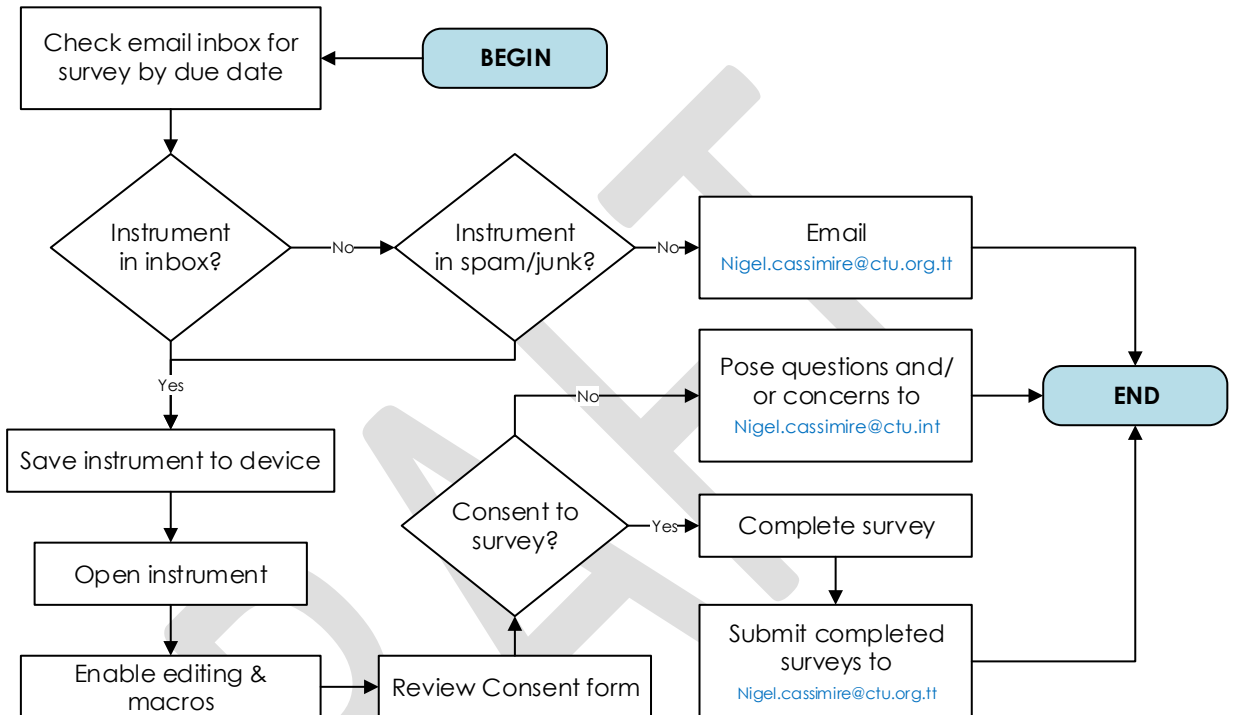 Check email inbox for
survey by due date
BEGIN
Instrument
in inbox?
No
Instrument
in spam/junk?
No
Email
Nigel.cassimire@ctu.org.tt
Yes
Pose questions and/
or concerns to
Nigel.cassimire@ctu.int
END
No
Save instrument to device
Consent to
survey?
Yes
Complete survey
Open instrument
Submit completed
surveys to
Nigel.cassimire@ctu.org.tt
Enable editing &
macros
Review Consent form
DRAFT